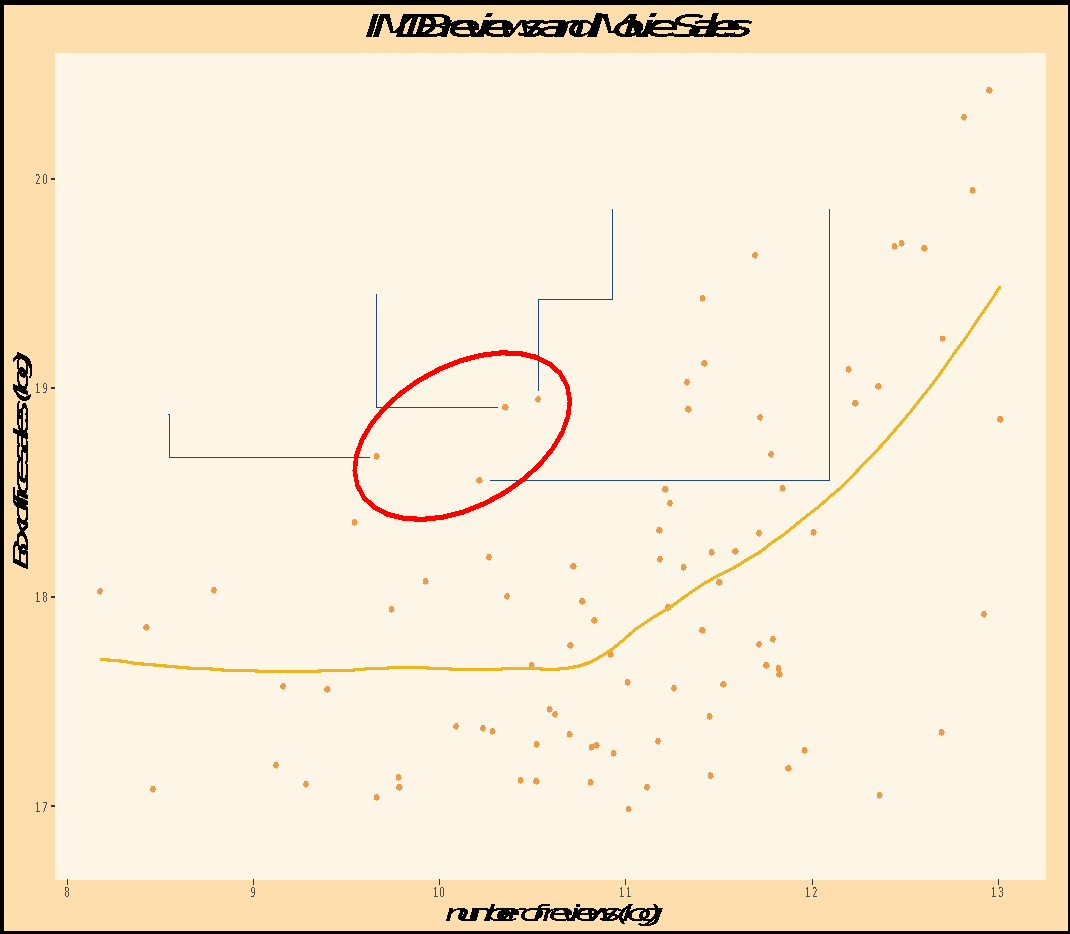 IMDB reviews and Movie Sales
20
19
18
17
Box office sales (log)
8 9 10 11 12 13
number of reviews (log)